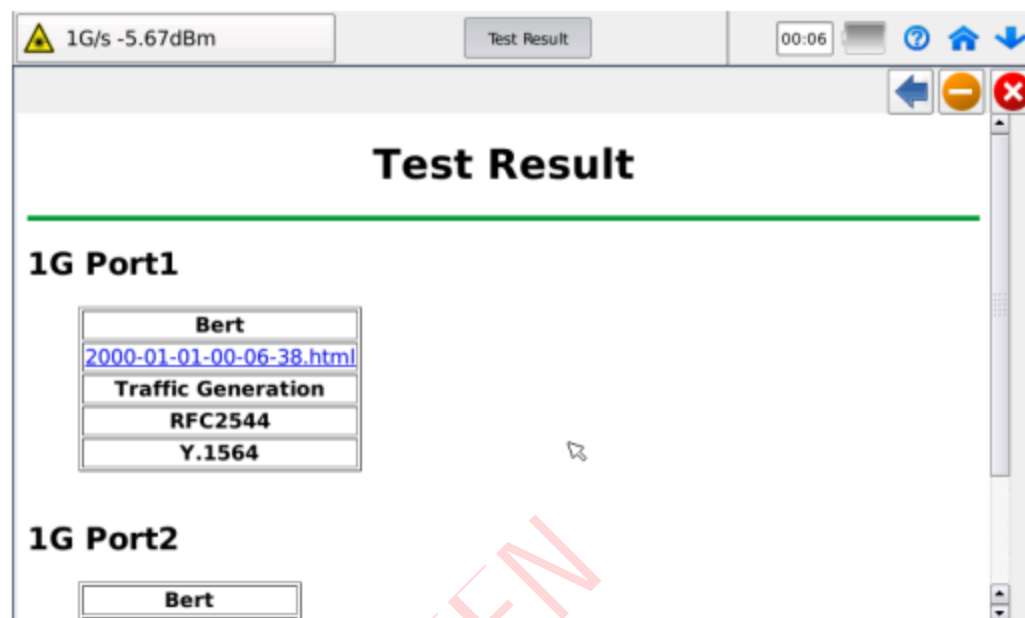 1G/s -5.67dBm
Test Result
00:06
Test Result
1G Port1
Bert
2000-01-01-00-06-38.html
Traffic Generation
RFC2544
Y.1564
1G Port2
Bert